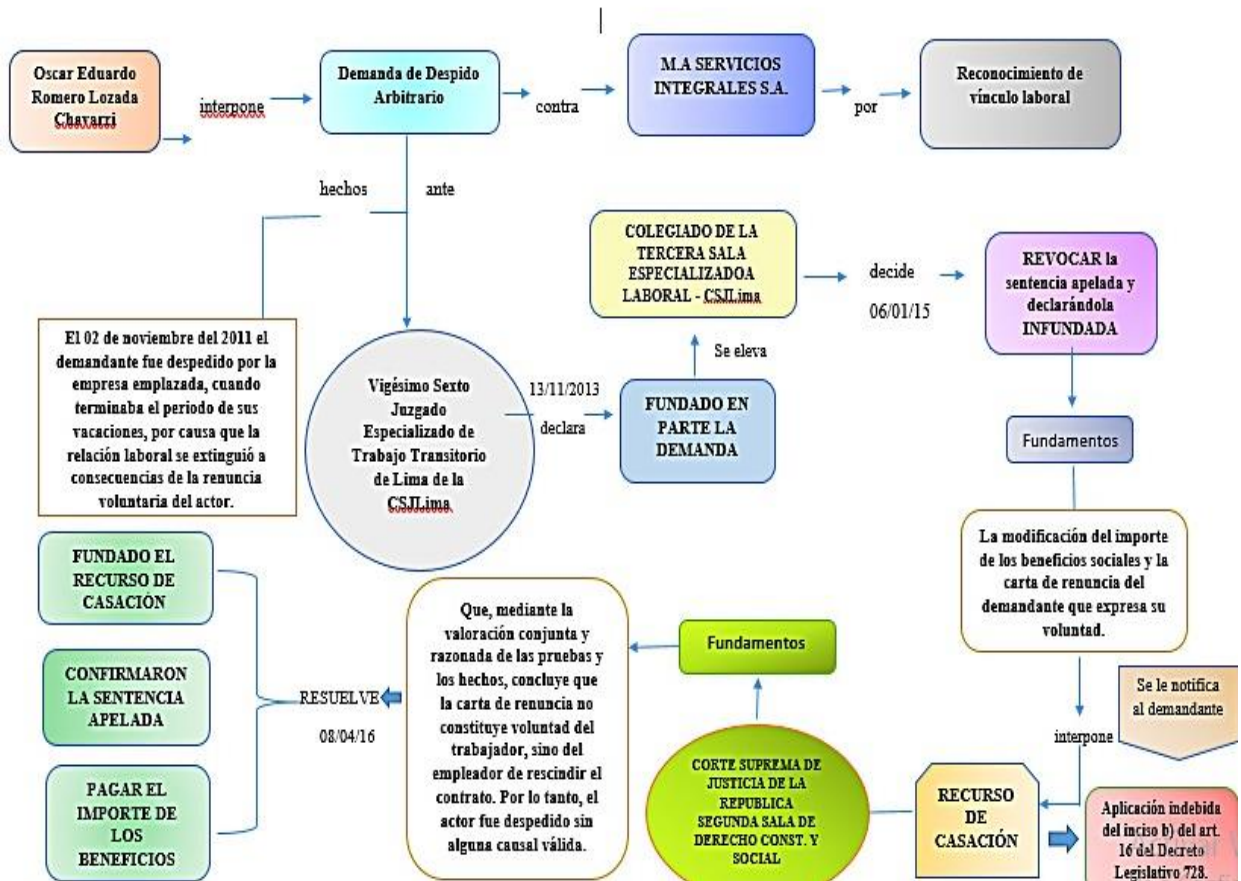 Oscar Eduardo
Romero Lozada
Chavarri
interpone
Demanda de Despido
Arbitrario
contra
M.A SERVICIOS
INTEGRALES S.A.
por
Reconocimiento de
vínculo laboral
hechos
ante
El 02 de noviembre del 2011 el
demandante fue despedido por la
empresa emplazada, cuando
terminaba el periodo de sus
vacaciones, por causa que la
relación laboral se extinguió a
consecuencias de la renuncia
voluntaria del actor.
Vigésimo Sexto
Juzgado
Especializado de
Trabajo Transitorio
de Lima de la
CSJLima
13/11/2013
declara
FUNDADO EN
PARTE LA
DEMANDA
Se eleva
COLEGIADO DE LA
TERCERA SALA
ESPECIALIZADOA
LABORAL - CSJLima
decide
06/01/15
REVOCAR la
sentencia apelada y
declarándola
INFUNDADA
Fundamentos
La modificación del importe
de los beneficios sociales y la
carta de renuncia del
demandante que expresa su
voluntad.
Se le notifica
al demandante
interpone
RECURSO
DE
CASACIÓN
Aplicación indebida
del inciso b) del art.
16 del Decreto
Legislativo 728.
CORTE SUPREMA DE
JUSTICIA DE LA
REPUBLICA
SEGUNDA SALA DE
DERECHO CONST. Y
SOCIAL
Fundamentos
Que, mediante la
valoración conjunta y
razonada de las pruebas y
los hechos, concluye que
la carta de renuncia no
constituye voluntad del
trabajador, sino del
empleador de rescindir el
contrato. Por lo tanto, el
actor fue despedido sin
alguna causal válida.
RESUELVE
08/04/16
FUNDADO EL
RECURSO DE
CASACIÓN
CONFIRMARON
LA SENTENCIA
APELADA
PAGAR EL
IMPORTE DE
LOS
BENEFICIOS